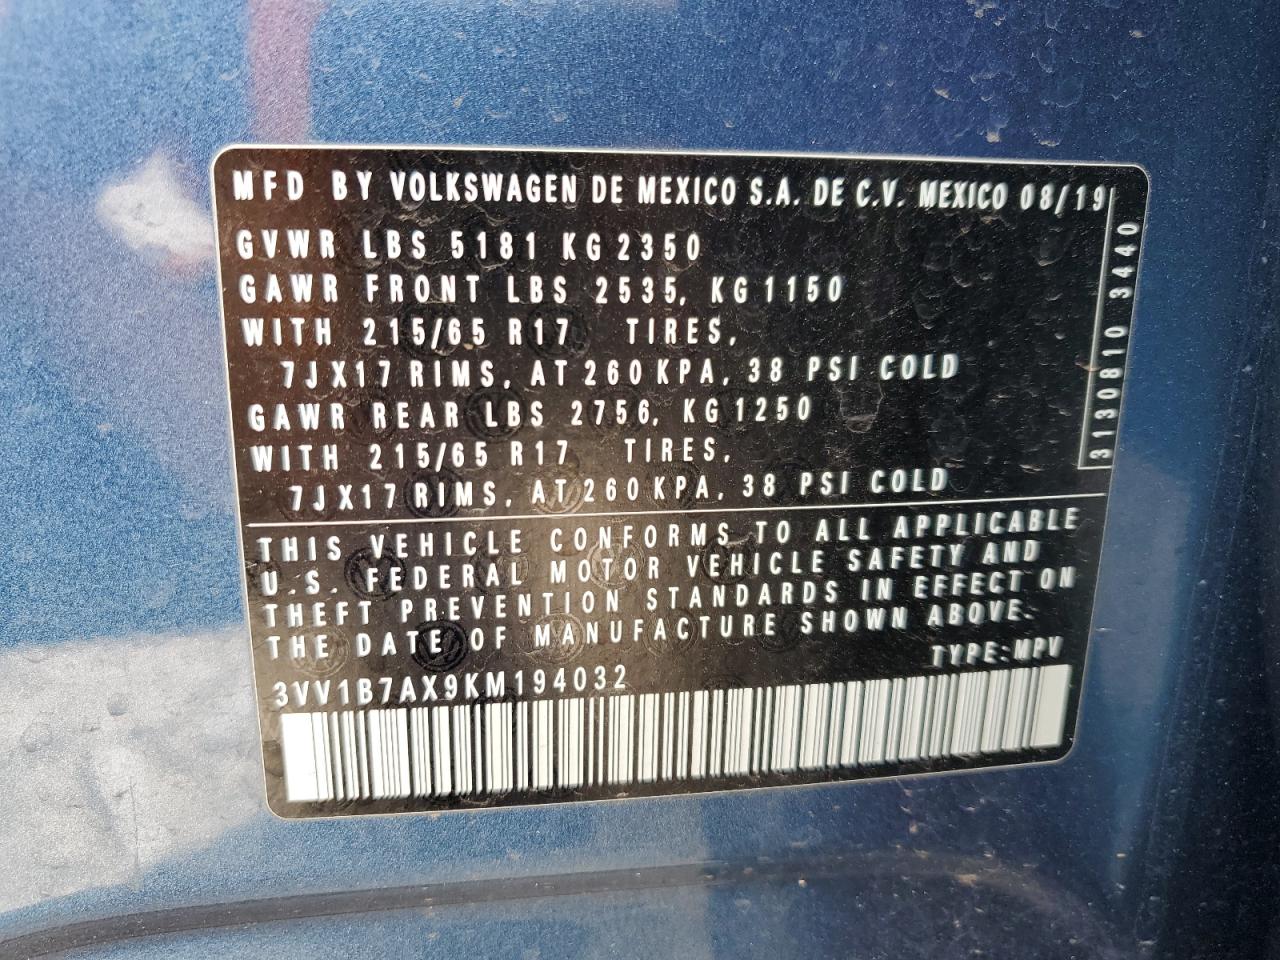 MFD BY VOLKSWAGEN DE MEXICO S.A. DE C.V. MEXICO 08/19
GVWR LBS 5181 KG 2350
GAWR FRONT LBS 2535, KG 1150
WITH 215/65 R17 TIRES,
7JX17 RIMS, AT 260 KPA, 38 PSI COLD
GAWR REAR LBS 2756, KG 1250
WITH 215/65 R17 TIRES,
7JX17 RIMS, AT 260 KPA, 38 PSI COLD
3130810 3440
THIS VEHICLE CONFORMS TO ALL APPLICABLE
U.S. FEDERAL MOTOR VEHICLE SAFETY AND
THEFT PREVENTION STANDARDS IN EFFECT ON
THE DATE OF MANUFACTURE SHOWN ABOVE.
TYPE: MPV
3VV1B7AX9KM194032